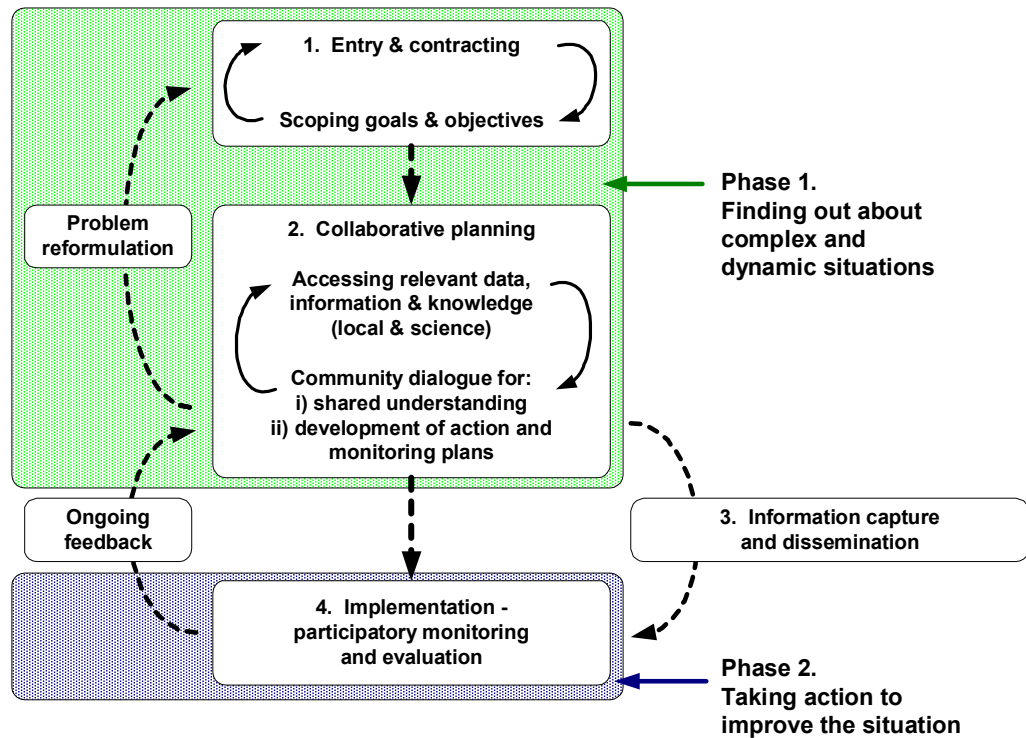 1. Entry & contracting
Scoping goals & objectives
Phase 1.
Finding out about
complex and
dynamic situations
Problem
reformulation
2. Collaborative planning
Accessing relevant data,
information & knowledge
(local & science)
Community dialogue for:
i) shared understanding
ii) development of action and
monitoring plans
Ongoing
feedback
3. Information capture
and dissemination
4. Implementation -
participatory monitoring
and evaluation
Phase 2.
Taking action to
improve the situation